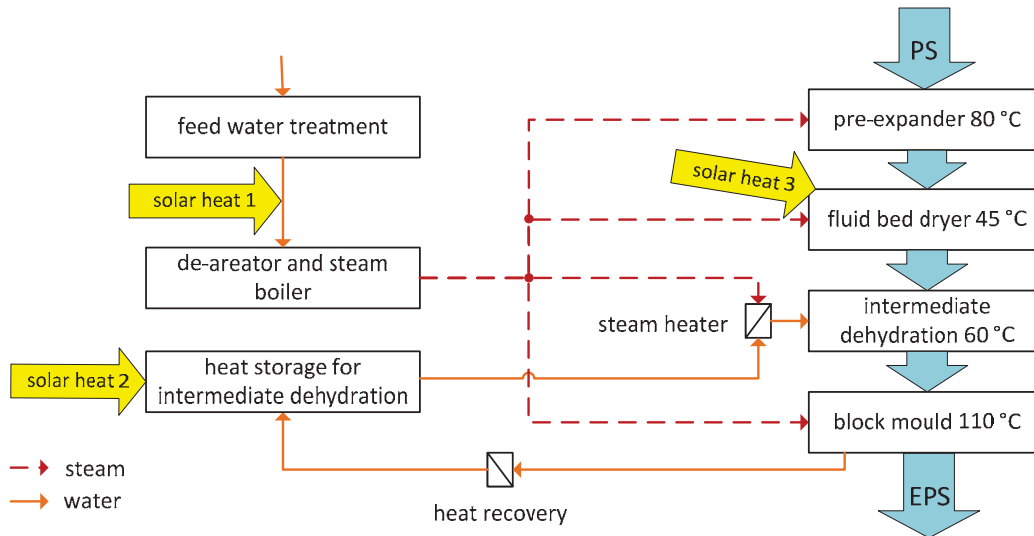 PS
feed water treatment
pre-expander 80 °C
solar heat 3
solar heat 1
fluid bed dryer 45 °C
de-areator and steam
boiler
intermediate
dehydration 60 °C
steam heater
solar heat 2
heat storage for
intermediate dehydration
block mould 110 °C
steam
water
heat recovery
EPS